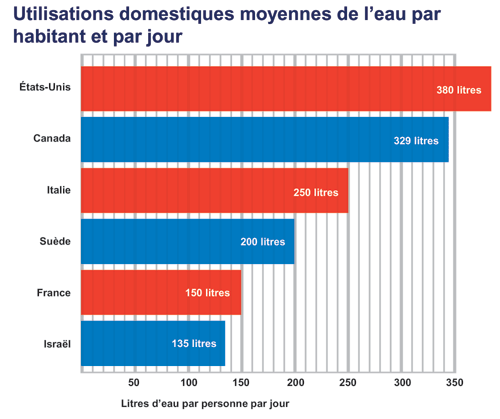 Utilisations domestiques moyennes de l’eau par
habitant et par jour
États-Unis
380 litres
Canada
329 litres
Italie
250 litres
Suède
200 litres
France
150 litres
Israël
135 litres
50 100 150 200 250 300 350
Litres d’eau par personne par jour